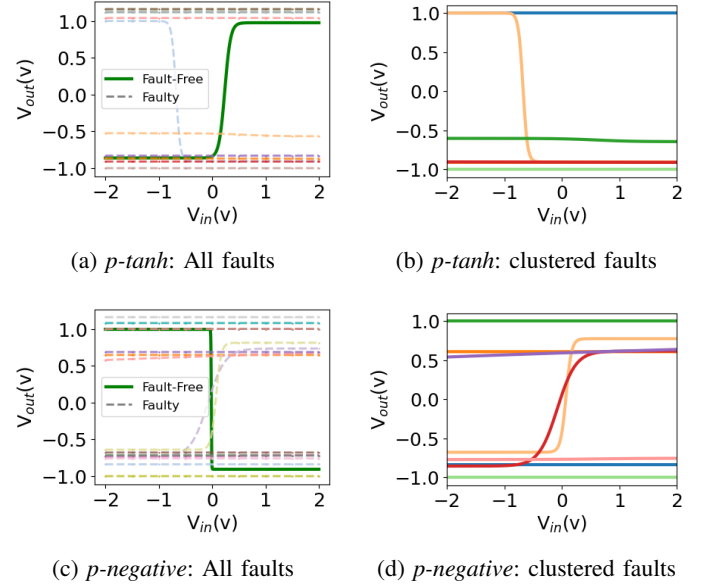 1.0
0.5
0.0
−0.5
−1.0
V_out(v)
Fault-Free
Faulty
−2
−1
0
1
2
V_in(v)
(a) p-tanh: All faults
1.0
0.5
0.0
−0.5
−1.0
V_out(v)
−2
−1
0
1
2
V_in(v)
(b) p-tanh: clustered faults
1.0
0.5
0.0
−0.5
−1.0
V_out(v)
Fault-Free
Faulty
−2
−1
0
1
2
V_in(v)
(c) p-negative: All faults
1.0
0.5
0.0
−0.5
−1.0
V_out(v)
−2
−1
0
1
2
V_in(v)
(d) p-negative: clustered faults